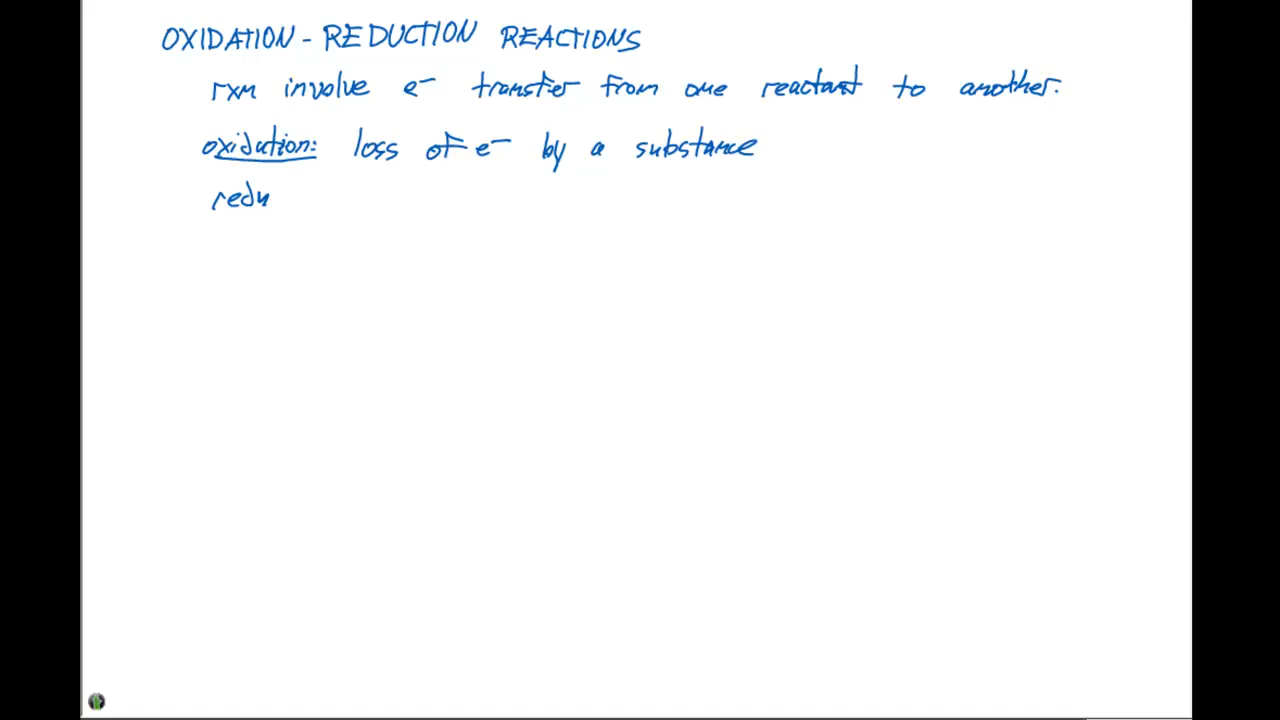 OXIDATION - REDUCTION REACTIONS
rxn involve e⁻ transfer from one reactant to another.
oxidation: loss of e⁻ by a substance
redu